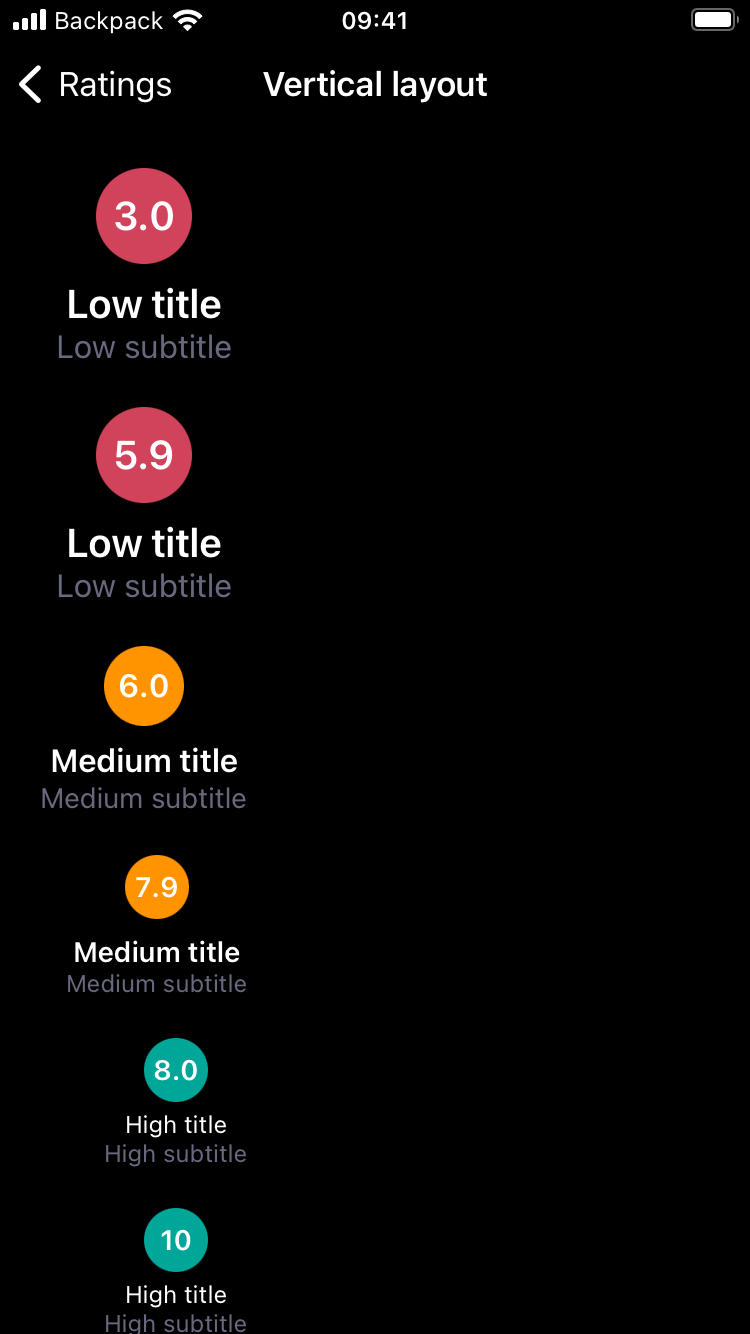 Backpack 09:41
Ratings Vertical layout
3.0
Low title
Low subtitle
5.9
Low title
Low subtitle
6.0
Medium title
Medium subtitle
7.9
Medium title
Medium subtitle
8.0
High title
High subtitle
10
High title
High subtitle